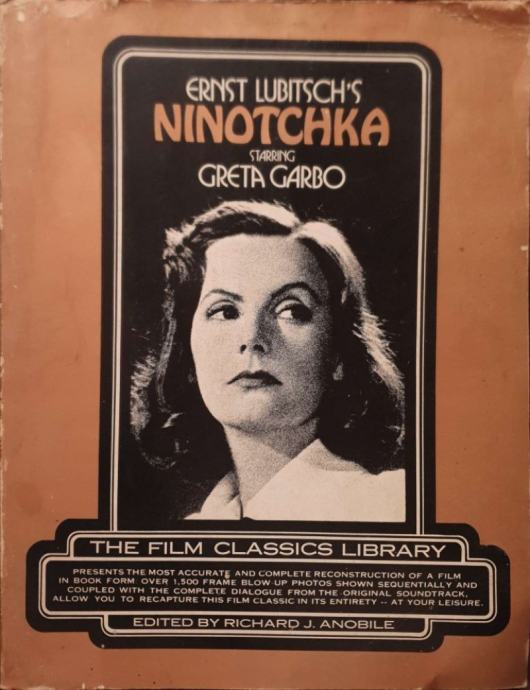 ERNST LUBITSCH'S
NINOTCHKA
STARRING
GRETA GARBO
THE FILM CLASSICS LIBRARY
PRESENTS THE MOST ACCURATE AND COMPLETE RECONSTRUCTION OF A FILM
IN BOOK FORM OVER 1,500 FRAME BLOW-UP PHOTOS SHOWN SEQUENTIALLY AND
COUPLED WITH THE COMPLETE DIALOGUE FROM THE ORIGINAL SOUNDTRACK,
ALLOW YOU TO RECAPTURE THIS FILM CLASSIC IN ITS ENTIRETY -- AT YOUR LEISURE.
EDITED BY RICHARD J. ANOBILE